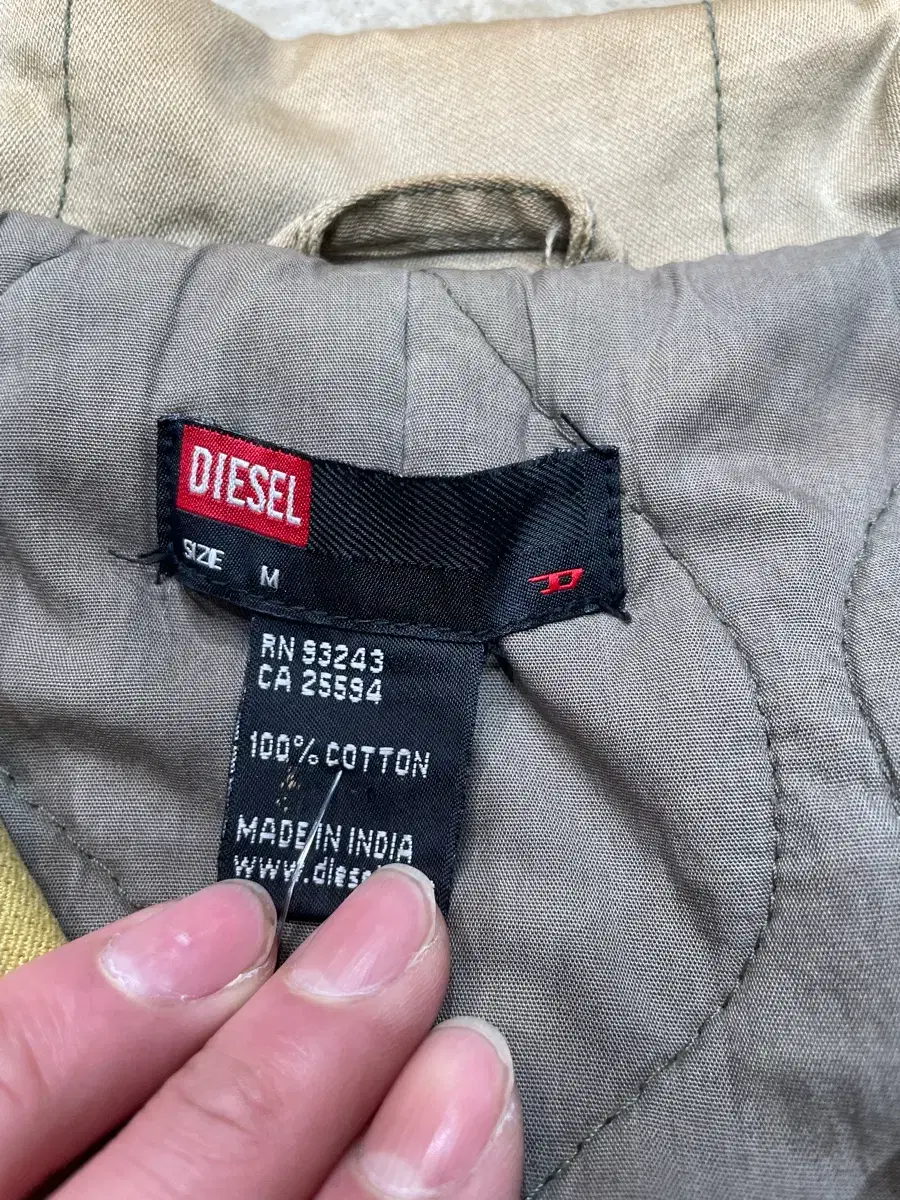 DIESEL
SIZE M
RN 93243
CA 25594
100% COTTON
MADE IN INDIA
www.diese